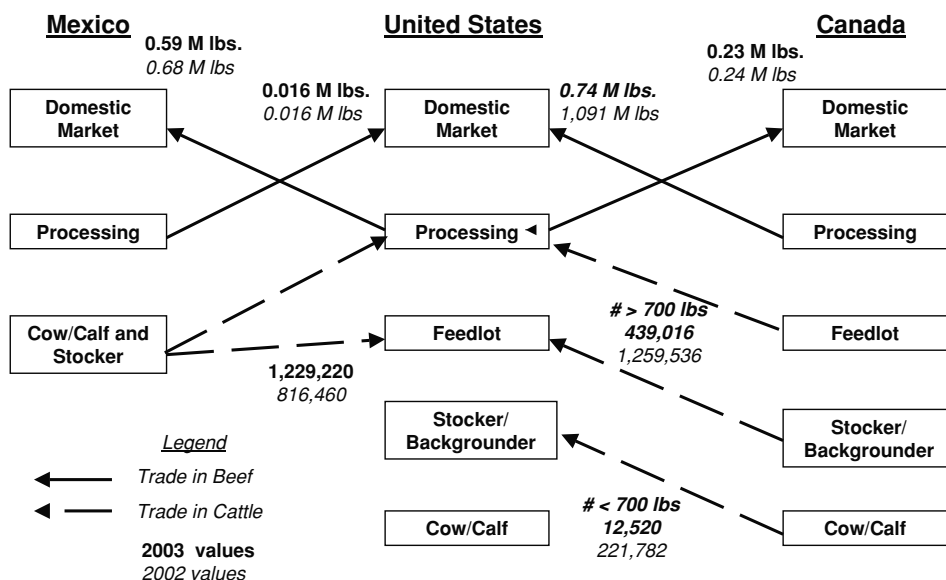 Mexico
United States
Canada
0.59 M lbs.
0.68 M lbs
0.23 M lbs.
0.24 M lbs
0.016 M lbs.
0.016 M lbs
0.74 M lbs.
1,091 M lbs
Domestic
Market
Domestic
Market
Domestic
Market
Processing
Processing
Processing
Cow/Calf and
Stocker
Feedlot
Feedlot
# > 700 lbs
439,016
1,259,536
1,229,220
816,460
Stocker/
Backgrounder
Stocker/
Backgrounder
Legend
Trade in Beef
Trade in Cattle
2003 values
2002 values
Cow/Calf
# < 700 lbs
12,520
221,782
Cow/Calf